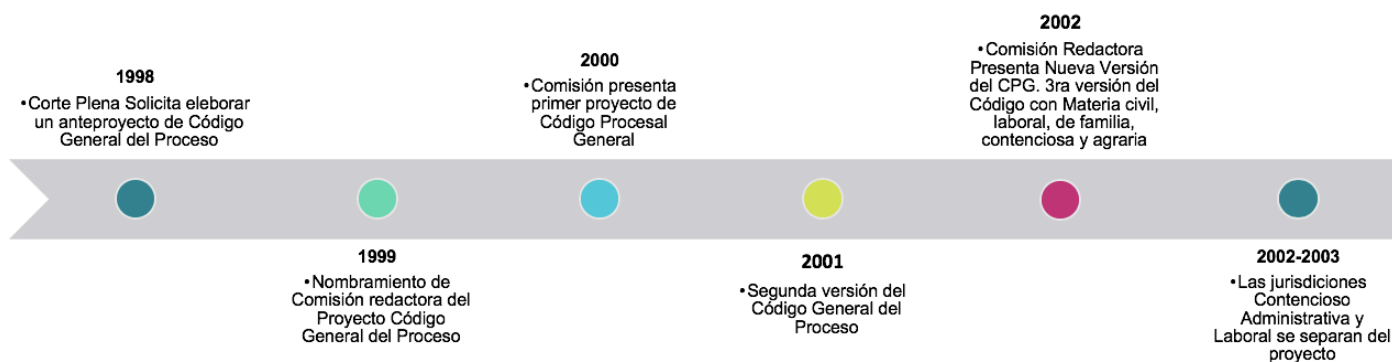 1998
•Corte Plena Solicita eleborar
un anteproyecto de Código
General del Proceso
1999
•Nombramiento de
Comisión redactora del
Proyecto Código
General del Proceso
2000
•Comisión presenta
primer proyecto de
Código Procesal
General
2001
•Segunda versión del
Código General del
Proceso
2002
•Comisión Redactora
Presenta Nueva Versión
del CPG. 3ra versión del
Código con Materia civil,
laboral, de familia,
contenciosa y agraria
2002-2003
•Las jurisdiciones
Contencioso
Administrativa y
Laboral se separan del
proyecto